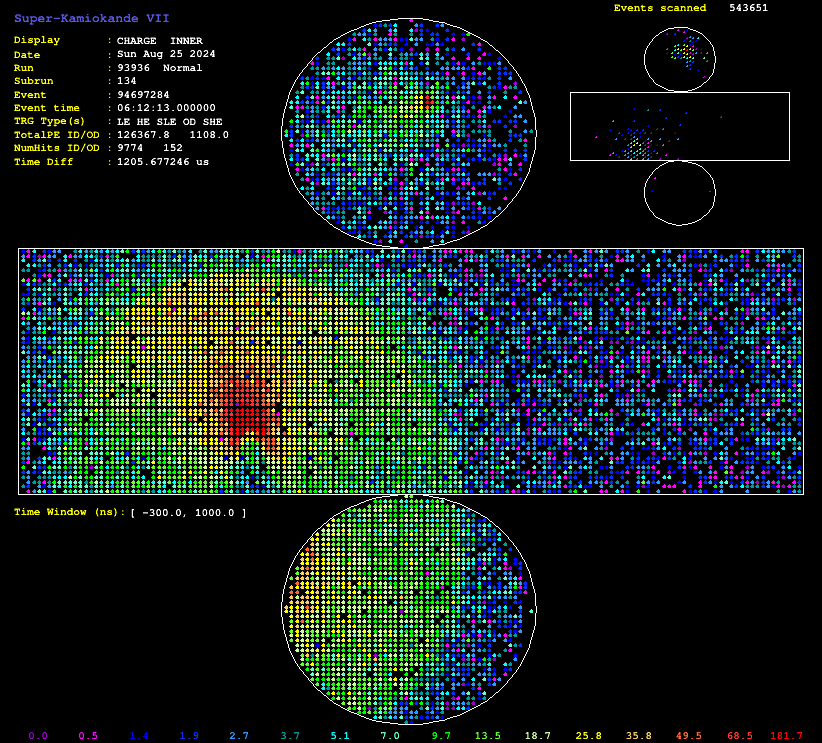 Super-Kamiokande VII
Events scanned 543651
Display : CHARGE INNER
Date : Sun Aug 25 2024
Run : 93936 Normal
Subrun : 134
Event : 94697284
Event time : 06:12:13.000000
TRG Type(s) : LE HE SLE OD SHE
TotalPE ID/OD : 126367.8 1108.0
NumHits ID/OD : 9774 152
Time Diff : 1205.677246 us
Time Window (ns): [ -300.0, 1000.0 ]
0.0 0.5 1.4 1.9 2.7 3.7 5.1 7.0 9.7 13.5 18.7 25.8 35.8 49.5 68.5 181.7